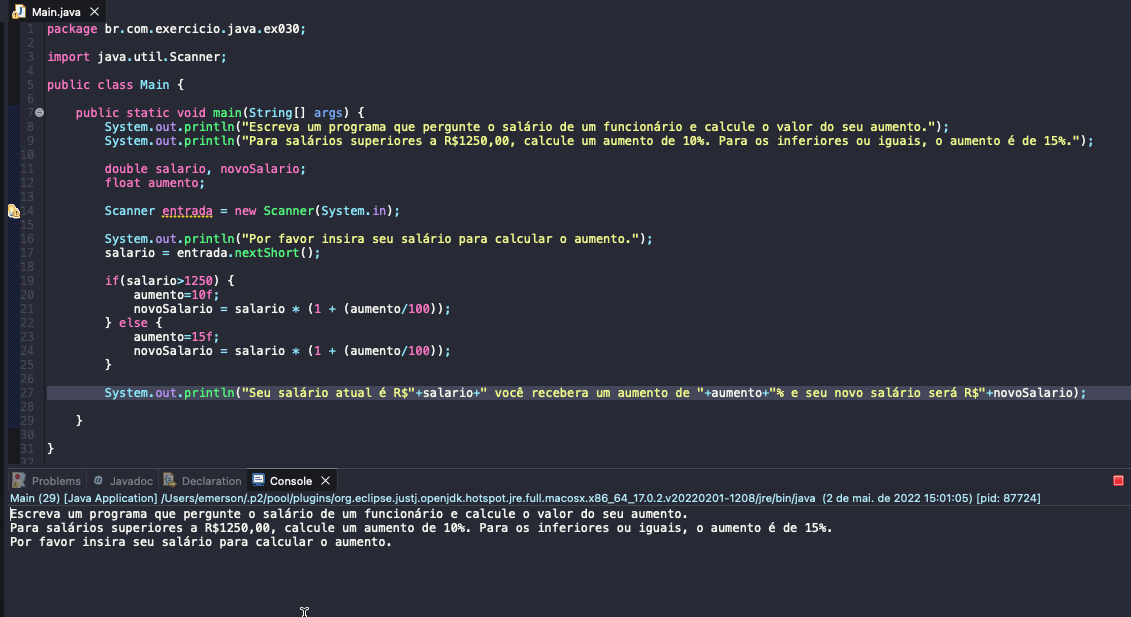 Main.java
1 package br.com.exercicio.java.ex030;
2
3 import java.util.Scanner;
4
5 public class Main {
6
7 public static void main(String[] args) {
8 System.out.println("Escreva um programa que pergunte o salário de um funcionário e calcule o valor do seu aumento.");
9 System.out.println("Para salários superiores a R$1250,00, calcule um aumento de 10%. Para os inferiores ou iguais, o aumento é de 15%.");
10
11 double salario, novoSalario;
12 float aumento;
13
14 Scanner entrada = new Scanner(System.in);
15
16 System.out.println("Por favor insira seu salário para calcular o aumento.");
17 salario = entrada.nextShort();
18
19 if(salario>1250) {
20 aumento=10f;
21 novoSalario = salario * (1 + (aumento/100));
22 } else {
23 aumento=15f;
24 novoSalario = salario * (1 + (aumento/100));
25 }
26
27 System.out.println("Seu salário atual é R$"+salario+" você recebera um aumento de "+aumento+"% e seu novo salário será R$"+novoSalario);
28
29 }
30
31 }
32
Problems @ Javadoc Declaration Console
Main (29) [Java Application] /Users/emerson/.p2/pool/plugins/org.eclipse.justj.openjdk.hotspot.jre.full.macosx.x86_64_17.0.2.v20220201-1208/jre/bin/java (2 de mai. de 2022 15:01:05) [pid: 87724]
Escreva um programa que pergunte o salário de um funcionário e calcule o valor do seu aumento.
Para salários superiores a R$1250,00, calcule um aumento de 10%. Para os inferiores ou iguais, o aumento é de 15%.
Por favor insira seu salário para calcular o aumento.